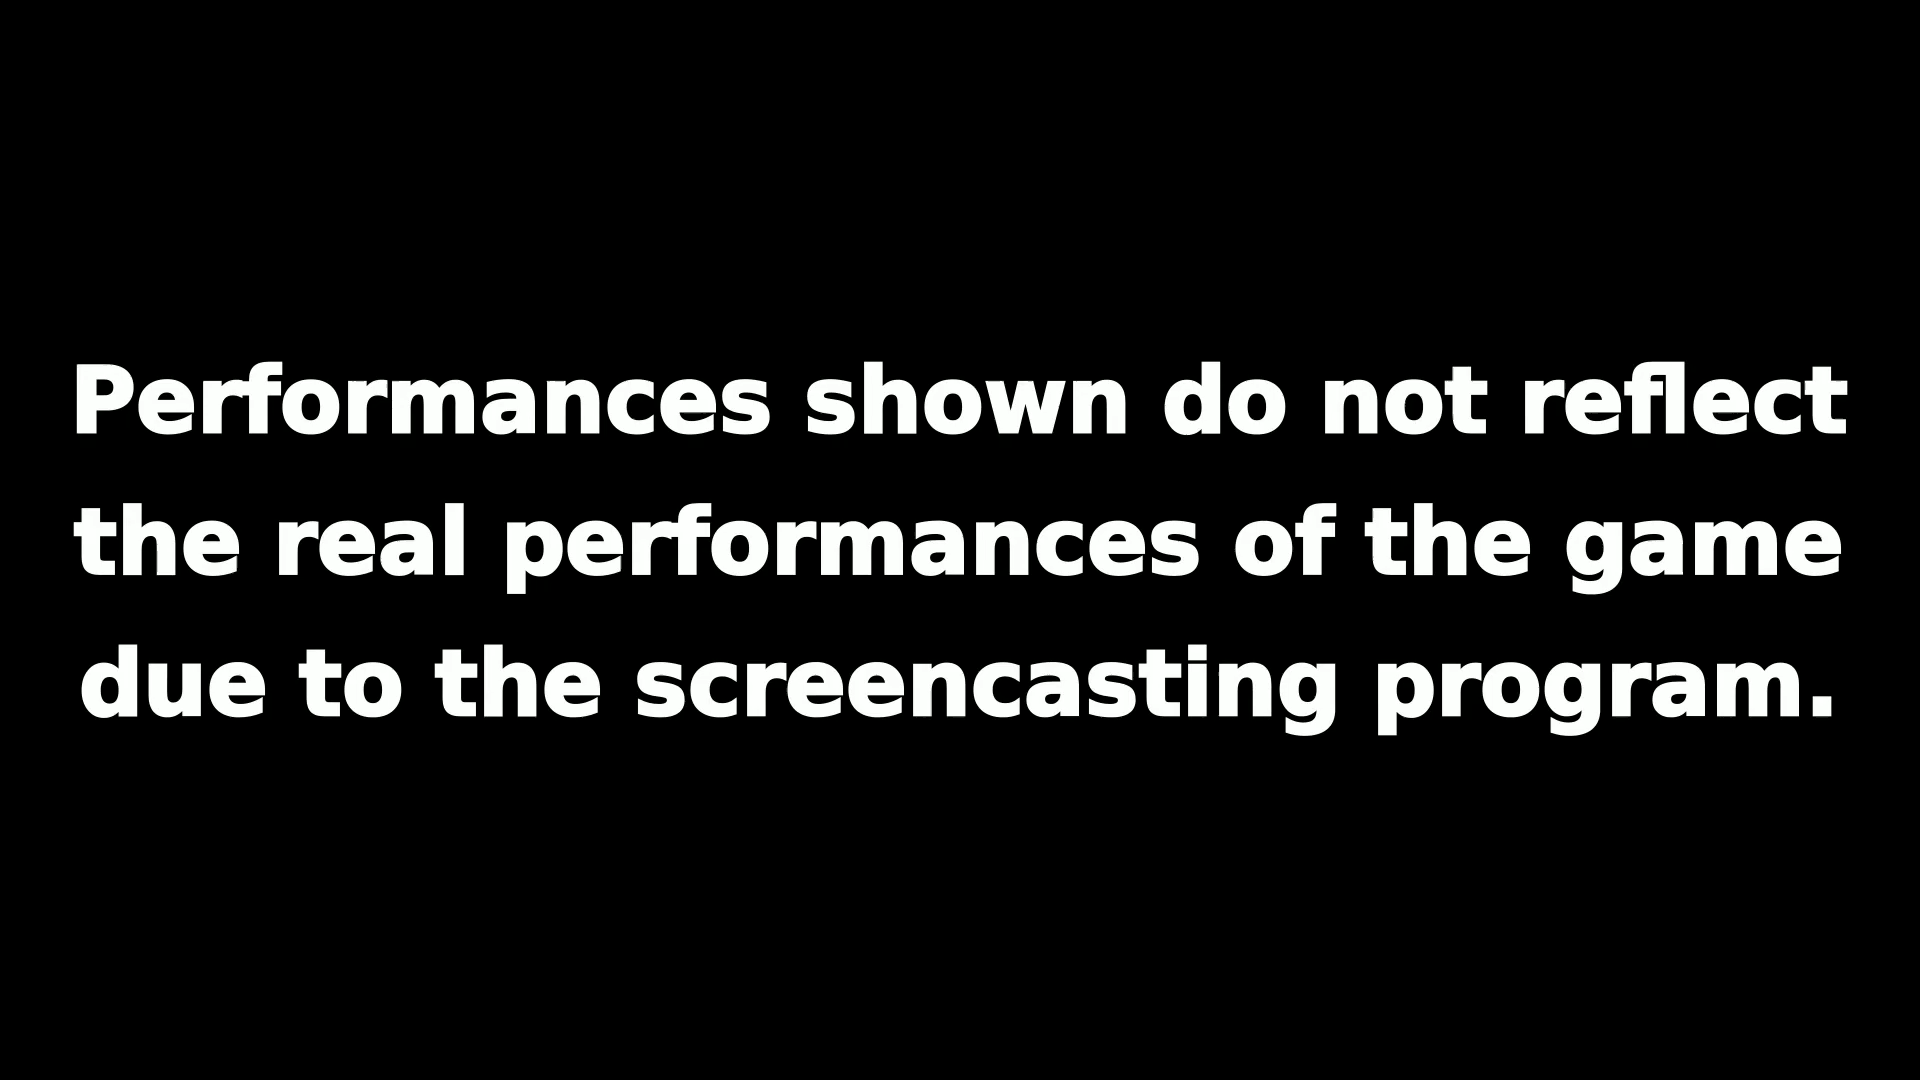 Performances shown do not reflect
the real performances of the game
due to the screencasting program.